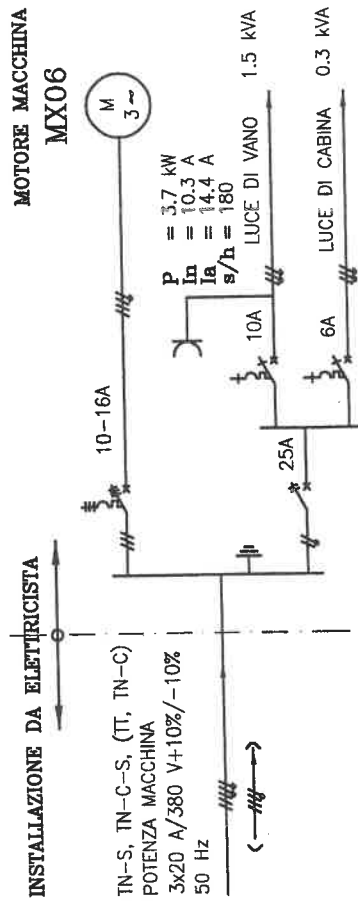 INSTALLAZIONE DA ELETTRICISTA
TN-S, TN-C-S, (TT, TN-C)
POTENZA MACCHINA
3x20 A/380 V+10%/-10%
50 Hz
MOTORE MACCHINA
MX06
M
3~
10-16A
P = 3.7 kW
In = 10.3 A
Ia = 14.4 A
s/h = 180
25A
10A
LUCE DI VANO 1.5 kVA
6A
LUCE DI CABINA 0.3 kVA